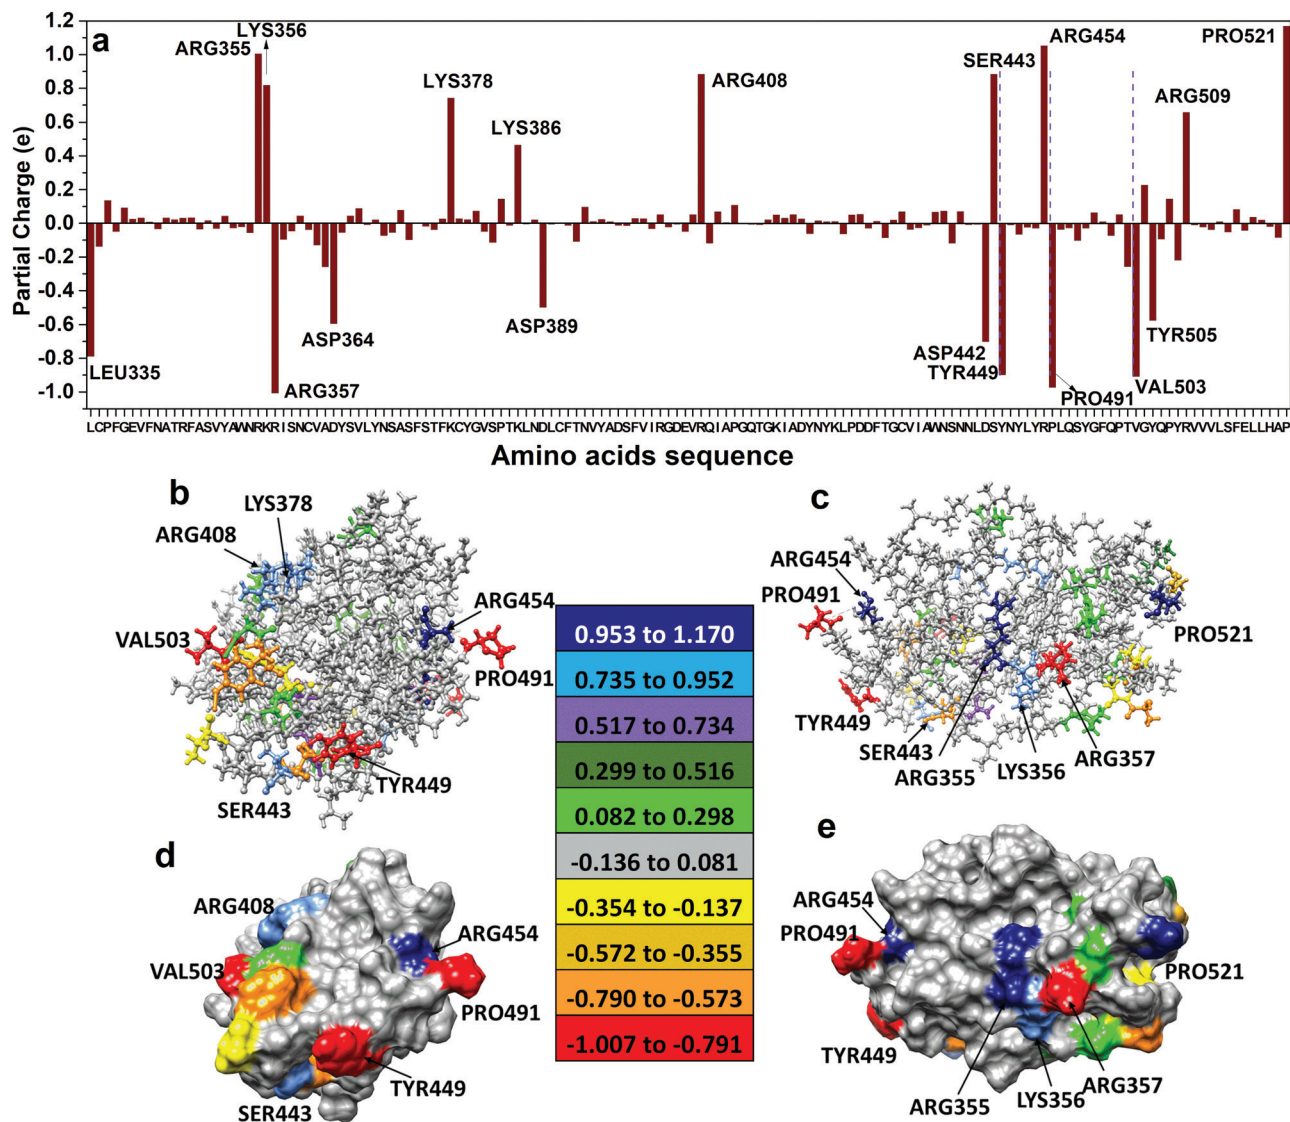 a
1.2
1.0
0.8
0.6
0.4
0.2
0.0
-0.2
-0.4
-0.6
-0.8
-1.0
Partial Charge (e)
LYS356
ARG355
LYS378
LYS386
ARG408
SER443
ARG454
PRO521
ARG509
LEU335
ARG357
ASP364
ASP389
ASP442
TYR449
PRO491
VAL503
TYR505
LCPFGEVFNATRFASVYAWNRKRISNCVADYSVLYNSASFSTFKCYGVSPTKLNDLCFTNVYADSFVIRGDEVRQIAPGQTGKIADYNYKLPDDFTGCVIAWNSNNLDSYNYLYRPLQSYGFQPTVGYQPYRVVVLSFELLHAP
Amino acids sequence
b
LYS378
ARG408
ARG454
VAL503
PRO491
TYR449
SER443
c
ARG454
PRO491
PRO521
TYR449
SER443
ARG355
LYS356
ARG357
0.953 to 1.170
0.735 to 0.952
0.517 to 0.734
0.299 to 0.516
0.082 to 0.298
-0.136 to 0.081
-0.354 to -0.137
-0.572 to -0.355
-0.790 to -0.573
-1.007 to -0.791
d
ARG408
ARG454
VAL503
PRO491
TYR449
SER443
e
ARG454
PRO491
PRO521
TYR449
ARG355
LYS356
ARG357